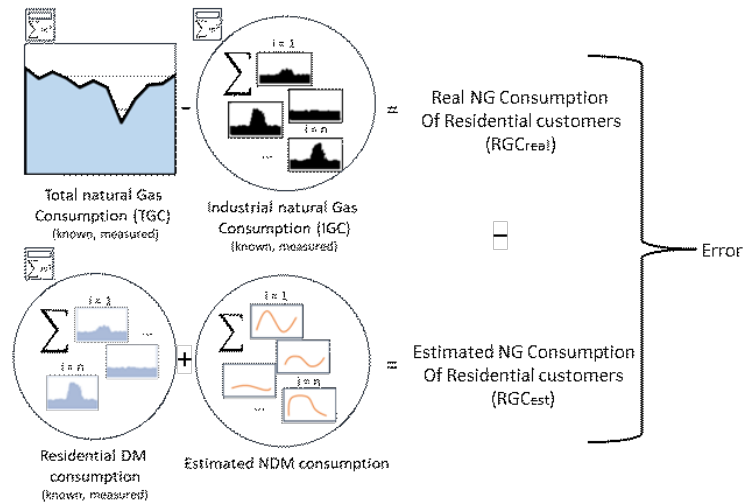 i = 1
i = n
...
=
Real NG Consumption
Of Residential customers
(RGCreal)
-
Total natural Gas
Consumption (TGC)
(known, measured)
Industrial natural Gas
Consumption (IGC)
(known, measured)
–
Error
i = 1
...
i = n
+
i = 1
i = n
...
=
Estimated NG Consumption
Of Residential customers
(RGCest)
Residential DM
consumption
(known, measured)
Estimated NDM consumption